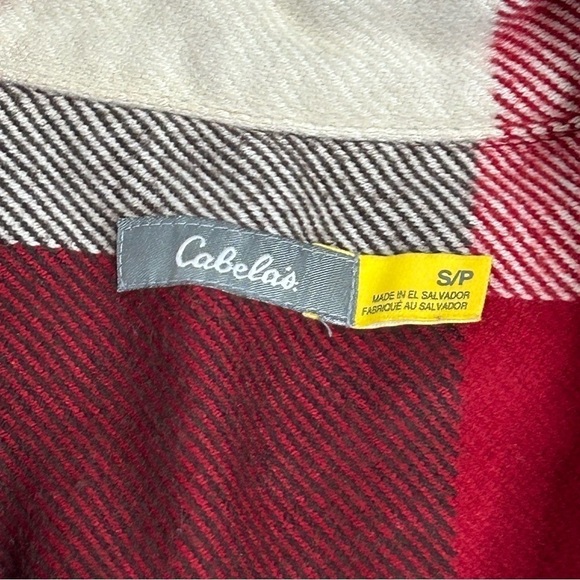 Cabela's.
S/P
MADE IN EL SALVADOR
FABRIQUÉ AU SALVADOR